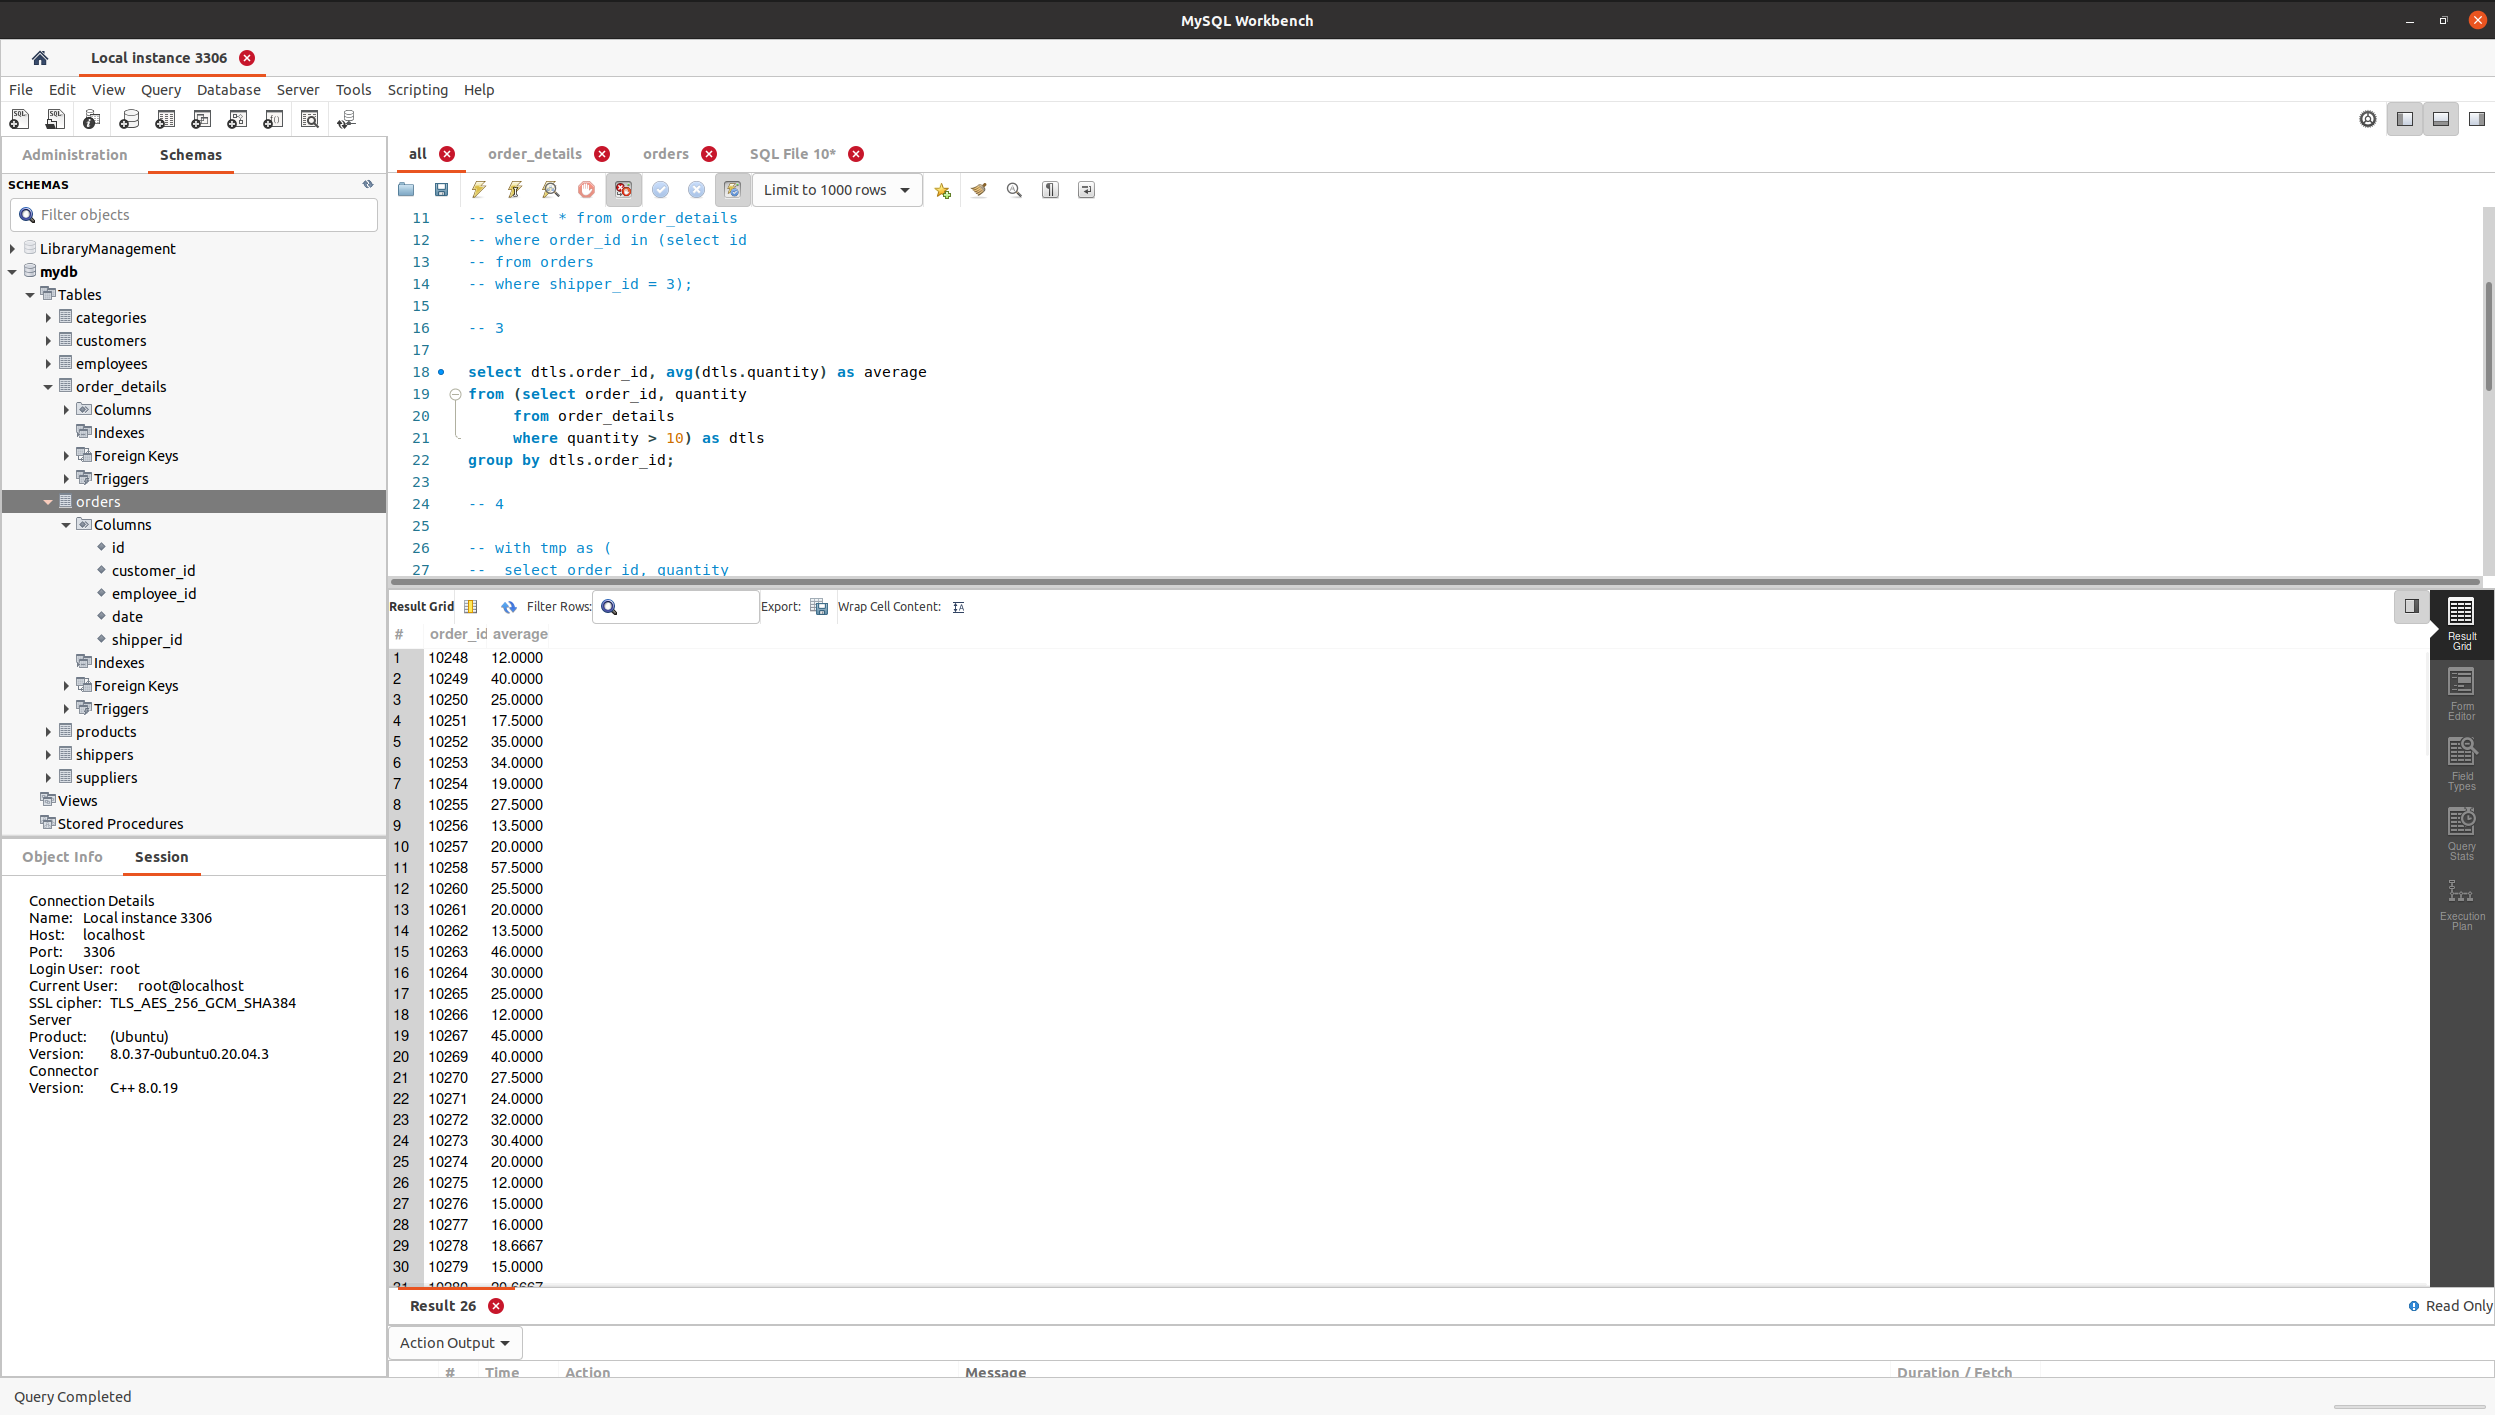 MySQL Workbench
Local instance 3306
File Edit View Query Database Server Tools Scripting Help
Administration Schemas
SCHEMAS
Filter objects
LibraryManagement
mydb
Tables
categories
customers
employees
order_details
Columns
Indexes
Foreign Keys
Triggers
orders
Columns
id
customer_id
employee_id
date
shipper_id
Indexes
Foreign Keys
Triggers
products
shippers
suppliers
Views
Stored Procedures
Object Info Session
Connection Details
Name: Local instance 3306
Host: localhost
Port: 3306
Login User: root
Current User: root@localhost
SSL cipher: TLS_AES_256_GCM_SHA384
Server
Product: (Ubuntu)
Version: 8.0.37-0ubuntu0.20.04.3
Connector
Version: C++ 8.0.19
all order_details orders SQL File 10*
Limit to 1000 rows
11 -- select * from order_details
12 -- where order_id in (select id
13 -- from orders
14 -- where shipper_id = 3);
15
16 -- 3
17
18 select dtls.order_id, avg(dtls.quantity) as average
19 from (select order_id, quantity
20 from order_details
21 where quantity > 10) as dtls
22 group by dtls.order_id;
23
24 -- 4
25
26 -- with tmp as (
27 -- select order_id, quantity
Result Grid Filter Rows: Export: Wrap Cell Content:
# order_id average
1 10248 12.0000
2 10249 40.0000
3 10250 25.0000
4 10251 17.5000
5 10252 35.0000
6 10253 34.0000
7 10254 19.0000
8 10255 27.5000
9 10256 13.5000
10 10257 20.0000
11 10258 57.5000
12 10260 25.5000
13 10261 20.0000
14 10262 13.5000
15 10263 46.0000
16 10264 30.0000
17 10265 25.0000
18 10266 12.0000
19 10267 45.0000
20 10269 40.0000
21 10270 27.5000
22 10271 24.0000
23 10272 32.0000
24 10273 30.4000
25 10274 20.0000
26 10275 12.0000
27 10276 15.0000
28 10277 16.0000
29 10278 18.6667
30 10279 15.0000
31 10280 20.6667
Result Grid
Form Editor
Field Types
Query Stats
Execution Plan
Result 26
Read Only
Action Output
# Time Action Message Duration / Fetch
Query Completed